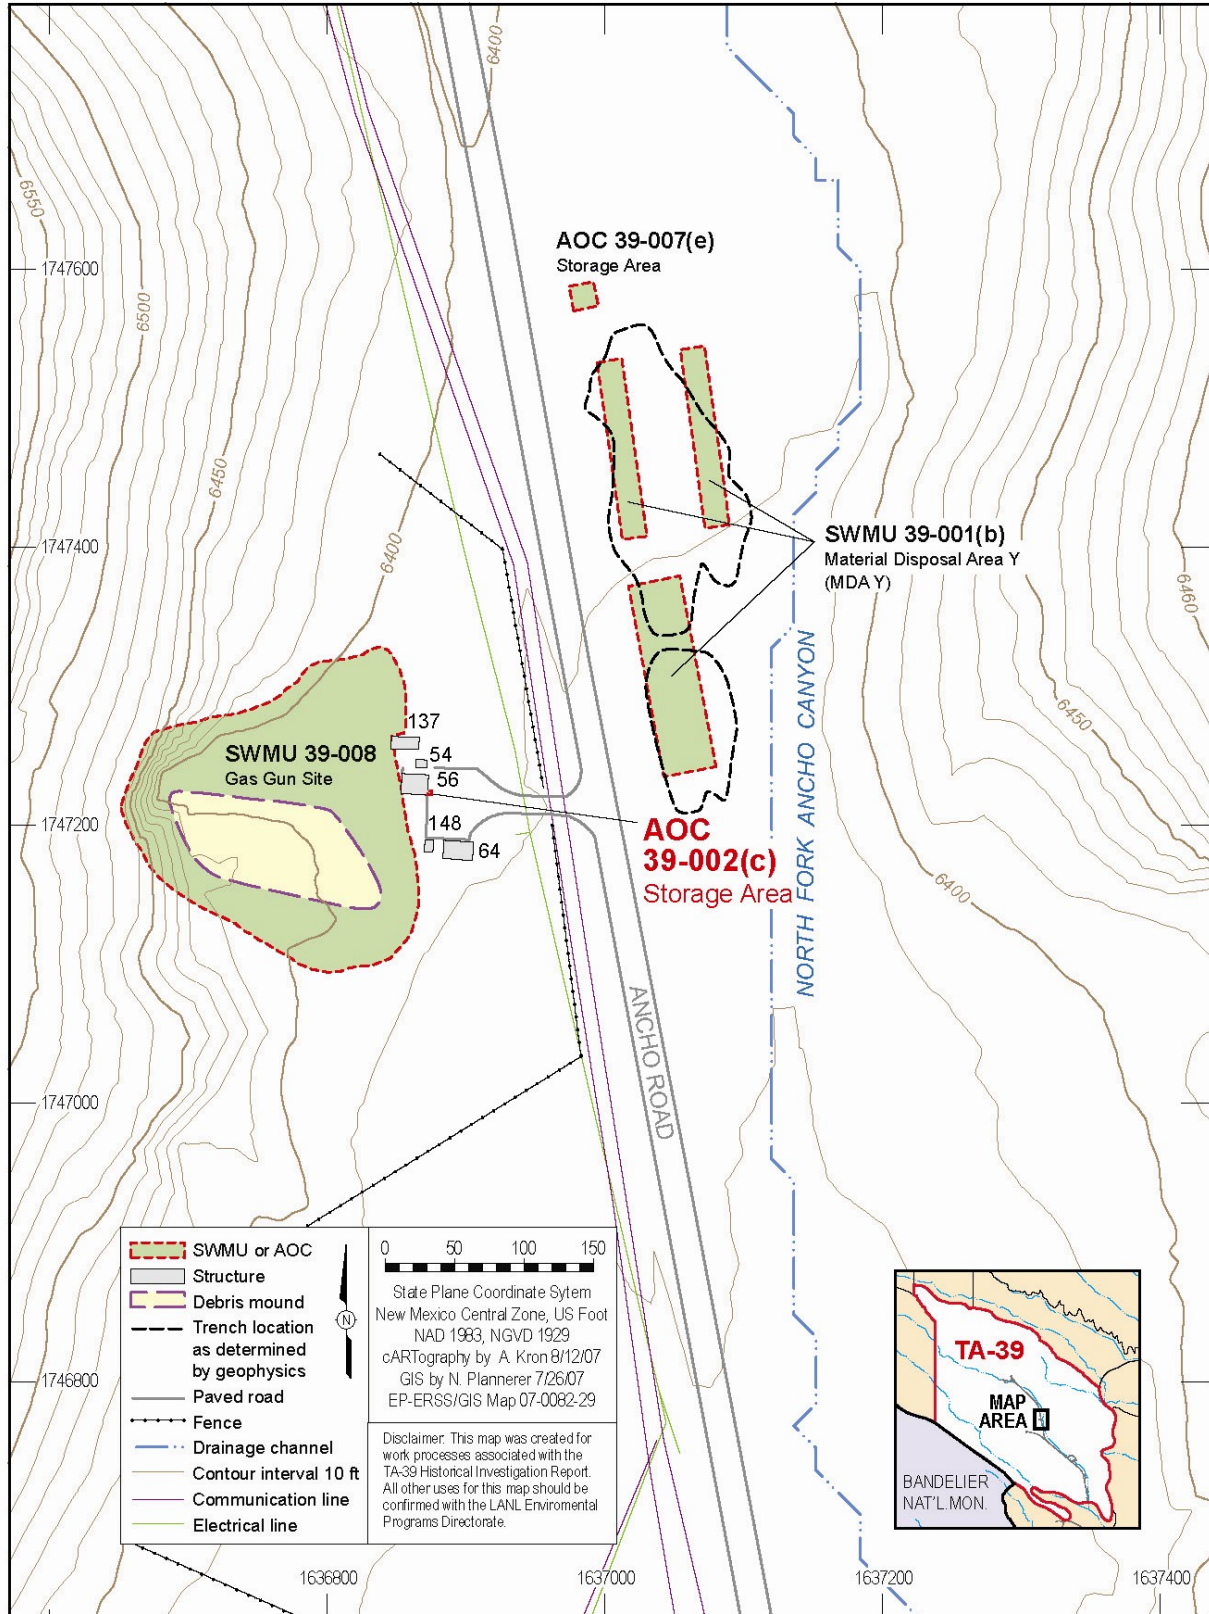 6400
6550
6500
AOC 39-007(e)
Storage Area
1747600
6450
6400
SWMU 39-001(b)
Material Disposal Area Y
(MDA Y)
1747400
6460
6450
6400
137
54
56
148
64
SWMU 39-008
Gas Gun Site
1747200
AOC
39-002(c)
Storage Area
NORTH FORK ANCHO CANYON
ANCHO ROAD
1747000
1746800
SWMU or AOC
Structure
Debris mound
Trench location
as determined
by geophysics
Paved road
Fence
Drainage channel
Contour interval 10 ft
Communication line
Electrical line
N
0 50 100 150
State Plane Coordinate Sytem
New Mexico Central Zone, US Foot
NAD 1983, NGVD 1929
cARTography by A. Kron 8/12/07
GIS by N. Plannerer 7/26/07
EP-ERSS/GIS Map 07-0082-29
Disclaimer: This map was created for
work processes associated with the
TA-39 Historical Investigation Report.
All other uses for this map should be
confirmed with the LANL Enviromental
Programs Directorate.
TA-39
MAP
AREA
BANDELIER
NAT'L.MON.
1636800
1637000
1637200
1637400